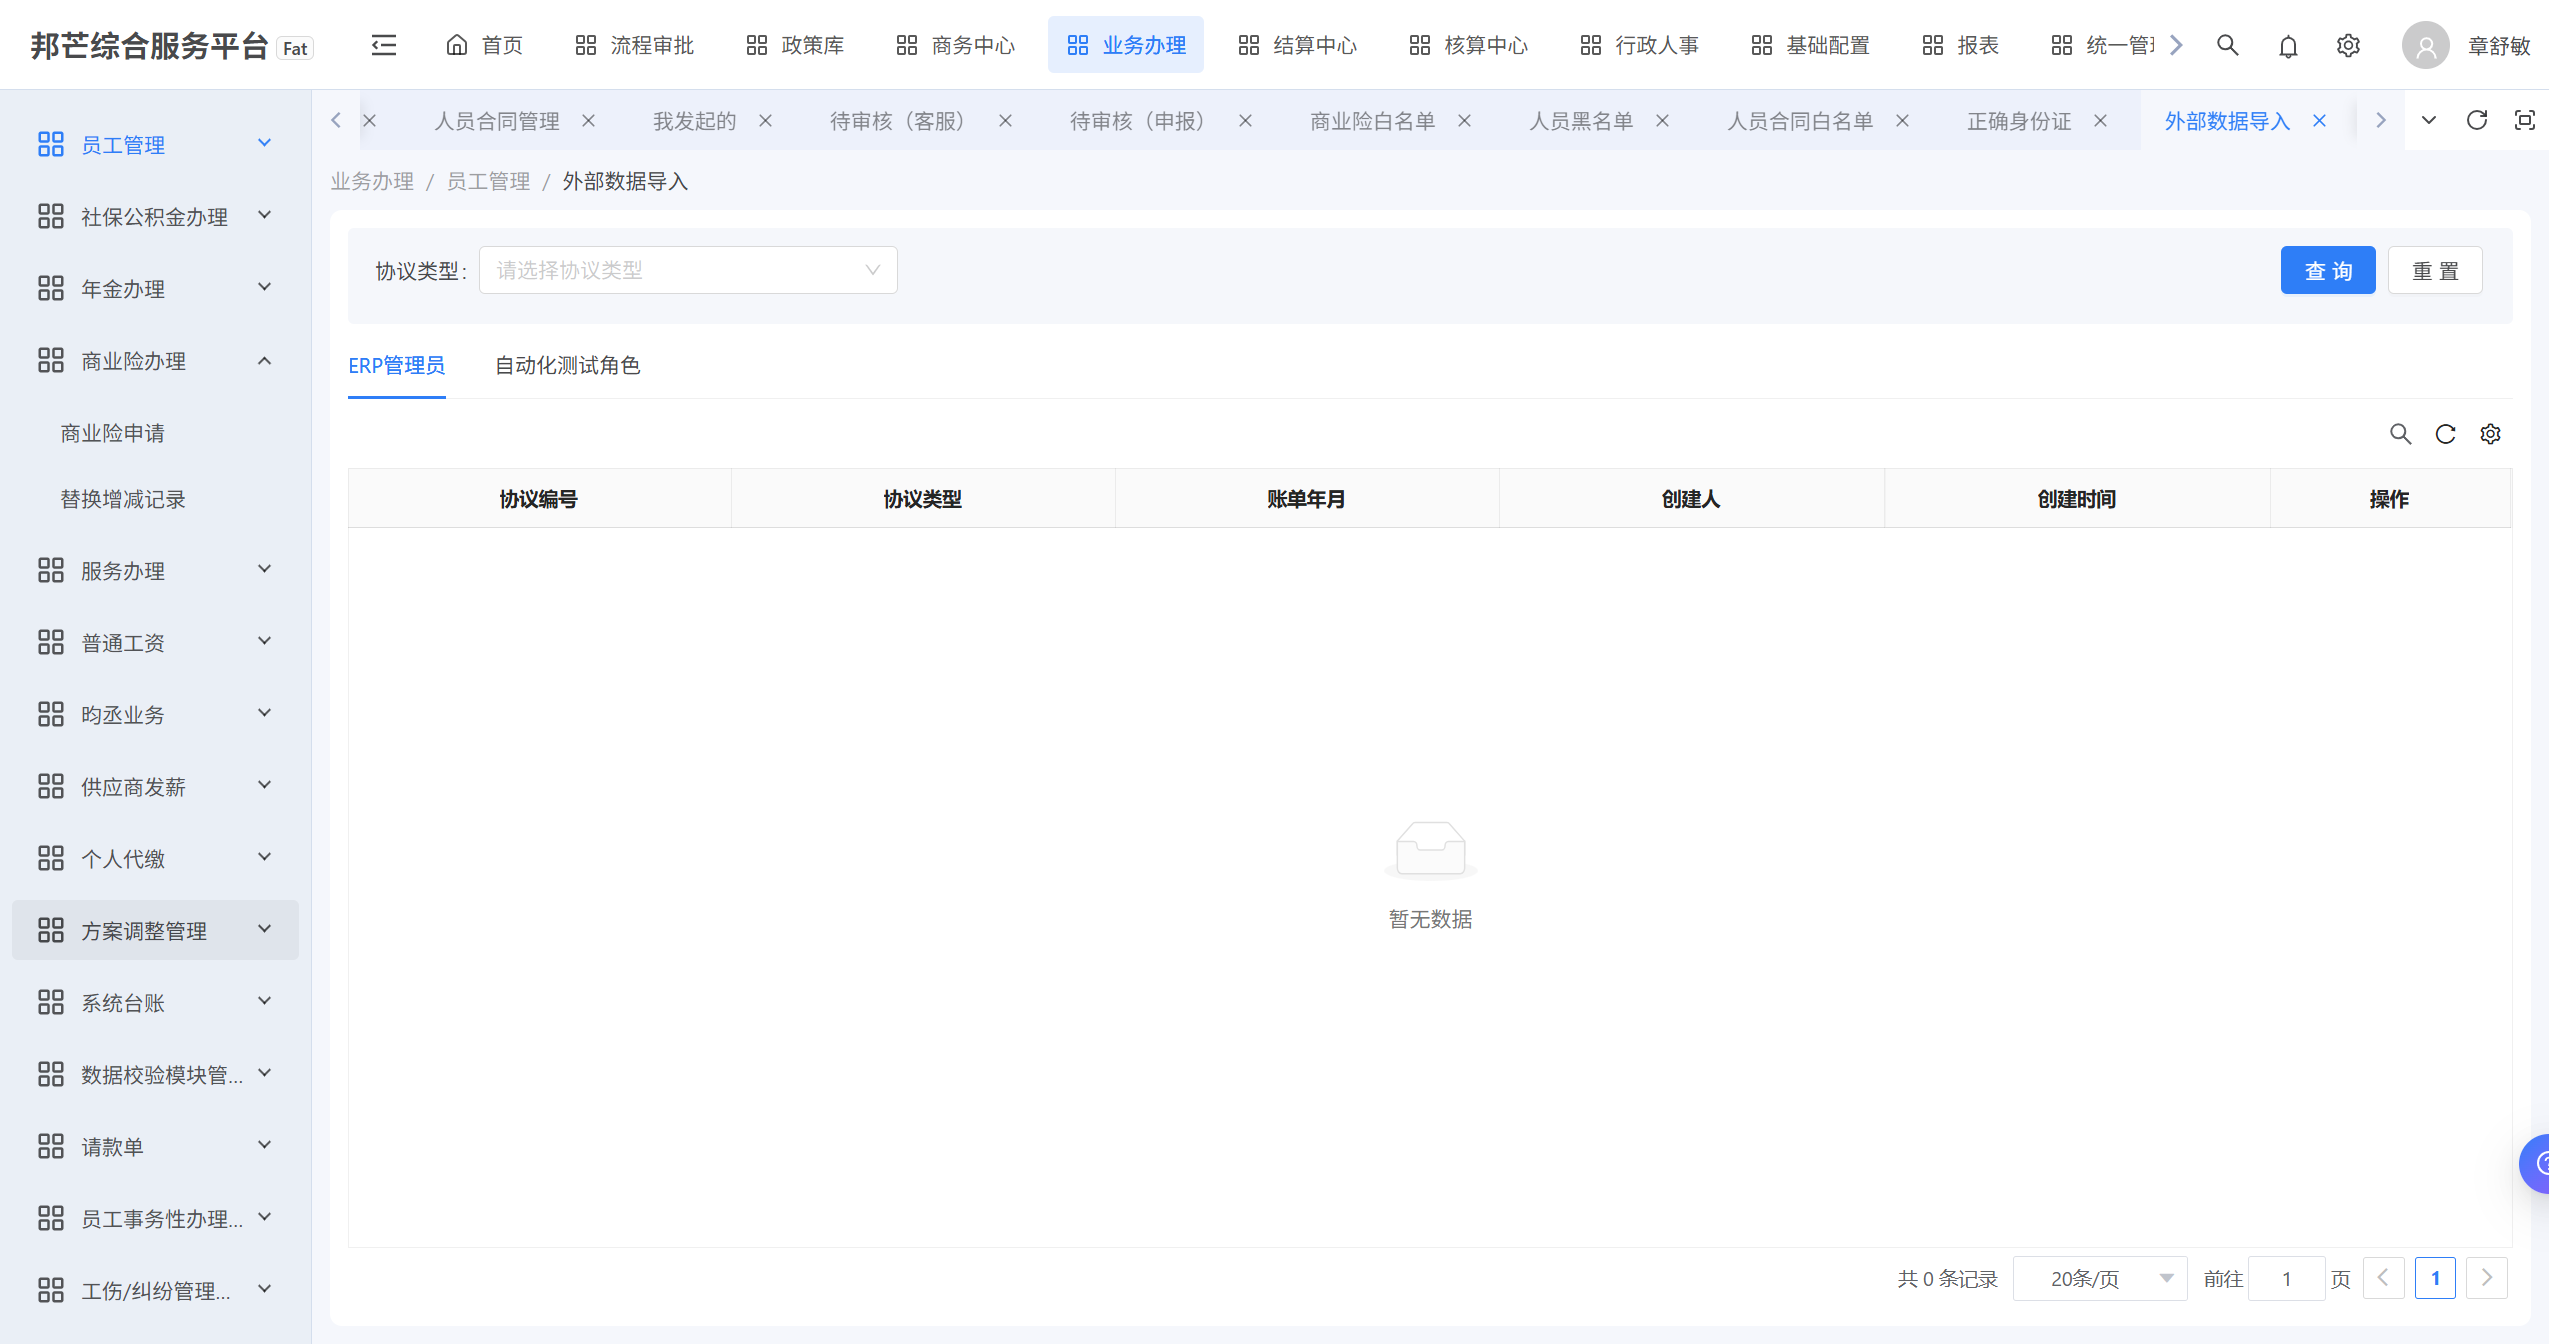 邦芒综合服务平台 Fat
首页 流程审批 政策库 商务中心 业务办理 结算中心 核算中心 行政人事 基础配置 报表 统一管 章舒敏
人员合同管理 我发起的 待审核（客服） 待审核（申报） 商业险白名单 人员黑名单 人员合同白名单 正确身份证 外部数据导入
业务办理 / 员工管理 / 外部数据导入
员工管理
社保公积金办理
年金办理
商业险办理
商业险申请
替换增减记录
服务办理
普通工资
昀丞业务
供应商发薪
个人代缴
方案调整管理
系统台账
数据校验模块管...
请款单
员工事务性办理...
工伤/纠纷管理...
协议类型: 请选择协议类型 查 询 重 置
ERP管理员 自动化测试角色
协议编号 协议类型 账单年月 创建人 创建时间 操作
暂无数据
共 0 条记录 20条/页 前往 1 页 1